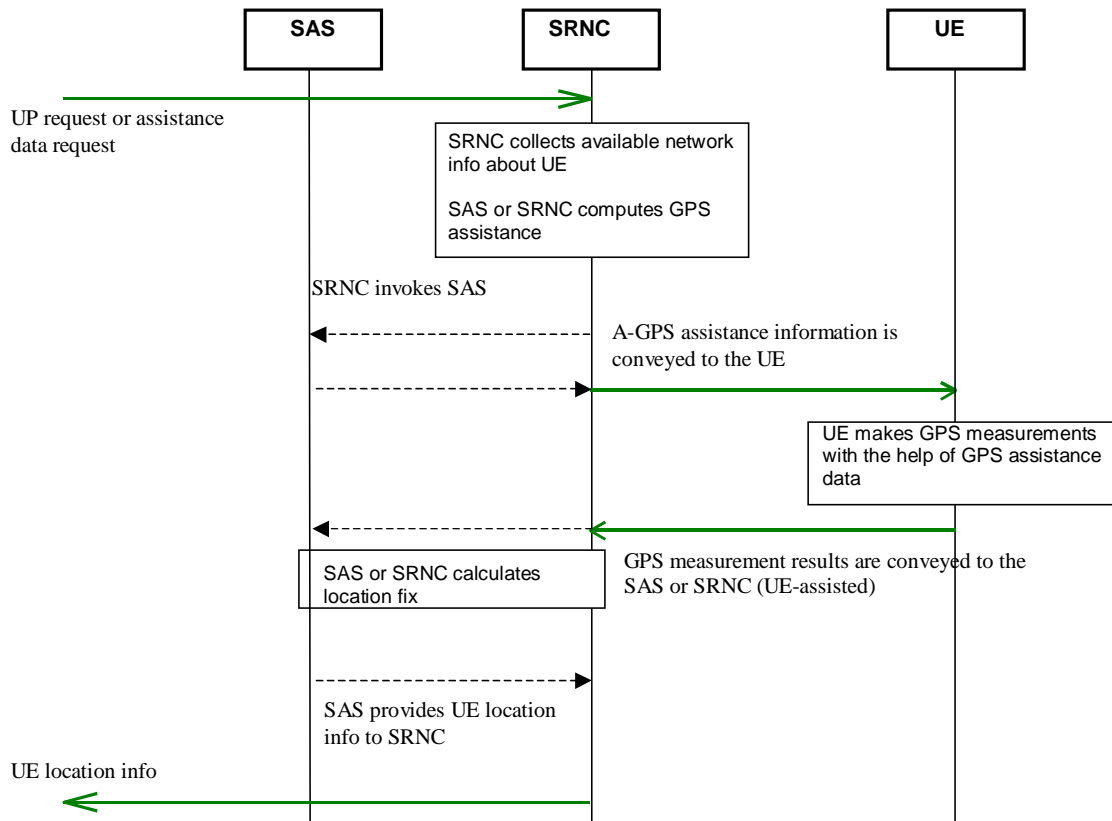 SAS
SRNC
UE
UP request or assistance
data request
SRNC collects available network
info about UE
SAS or SRNC computes GPS
assistance
SRNC invokes SAS
A-GPS assistance information is
conveyed to the UE
UE makes GPS measurements
with the help of GPS assistance
data
GPS measurement results are conveyed to the
SAS or SRNC (UE-assisted)
SAS or SRNC calculates
location fix
SAS provides UE location
info to SRNC
UE location info